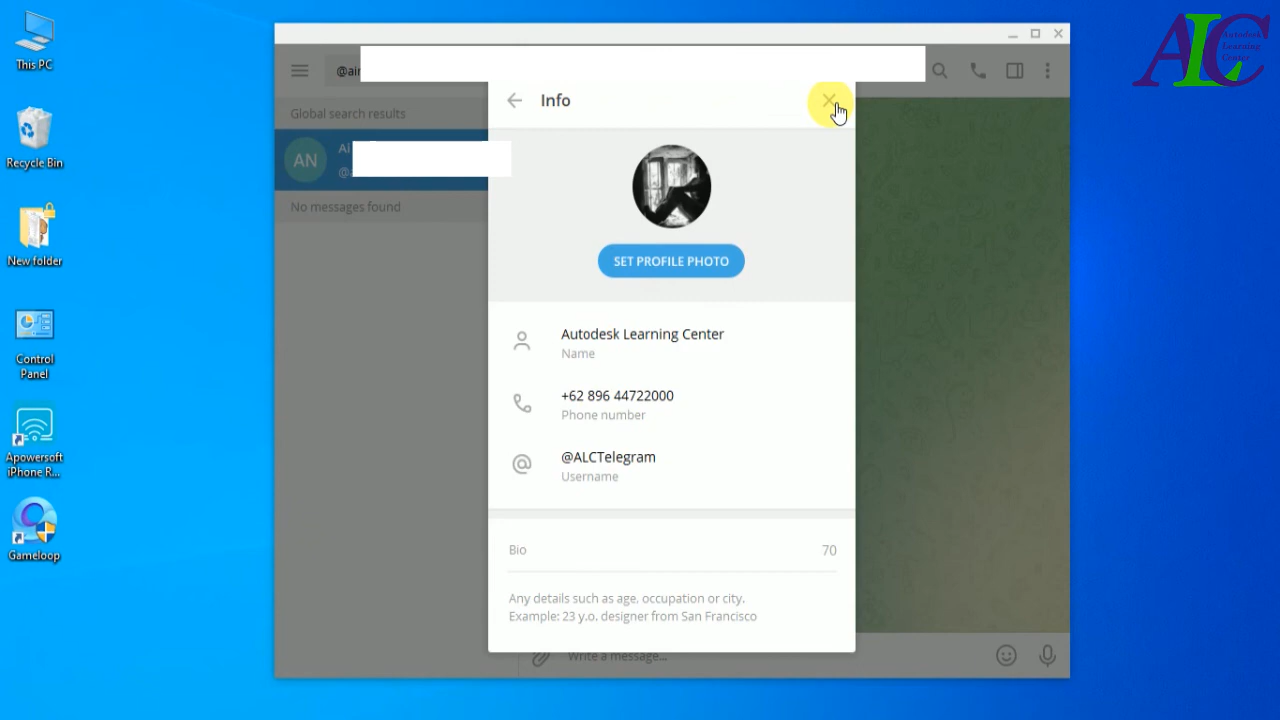 This PC
Recycle Bin
New folder
Control
Panel
Apowersoft
iPhone R...
Gameloop
Global search results
AN
No messages found
Info
SET PROFILE PHOTO
Autodesk Learning Center
Name
+62 896 44722000
Phone number
@ALCTelegram
Username
Bio 70
Any details such as age, occupation or city.
Example: 23 y.o. designer from San Francisco
Write a message...
ALC
Autodesk
Learning
Center